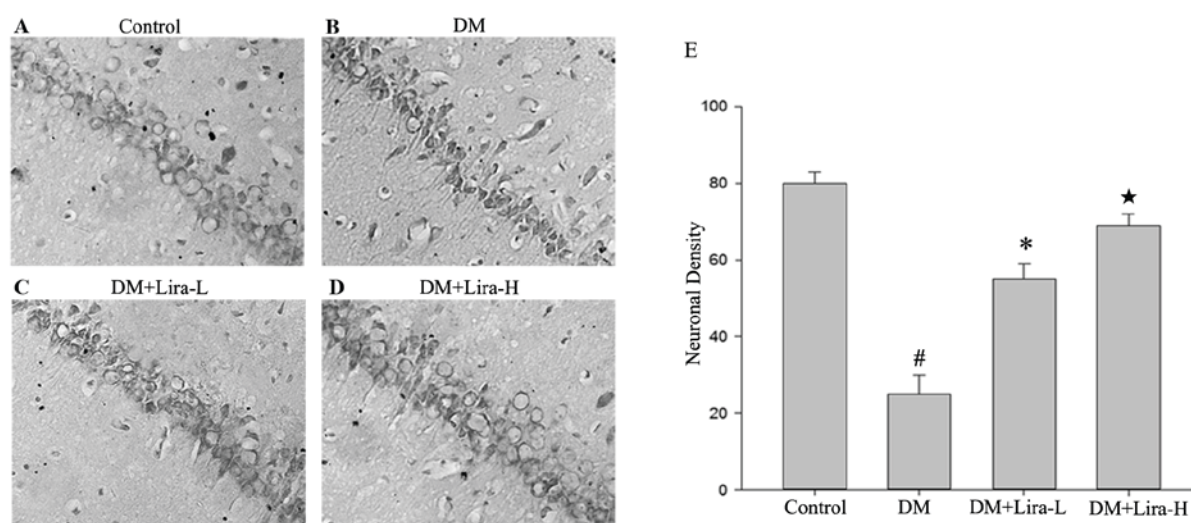 A Control
B DM
C DM+Lira-L
D DM+Lira-H
E
100
80
60
40
20
0
Neuronal Density
#
*
★
Control DM DM+Lira-L DM+Lira-H